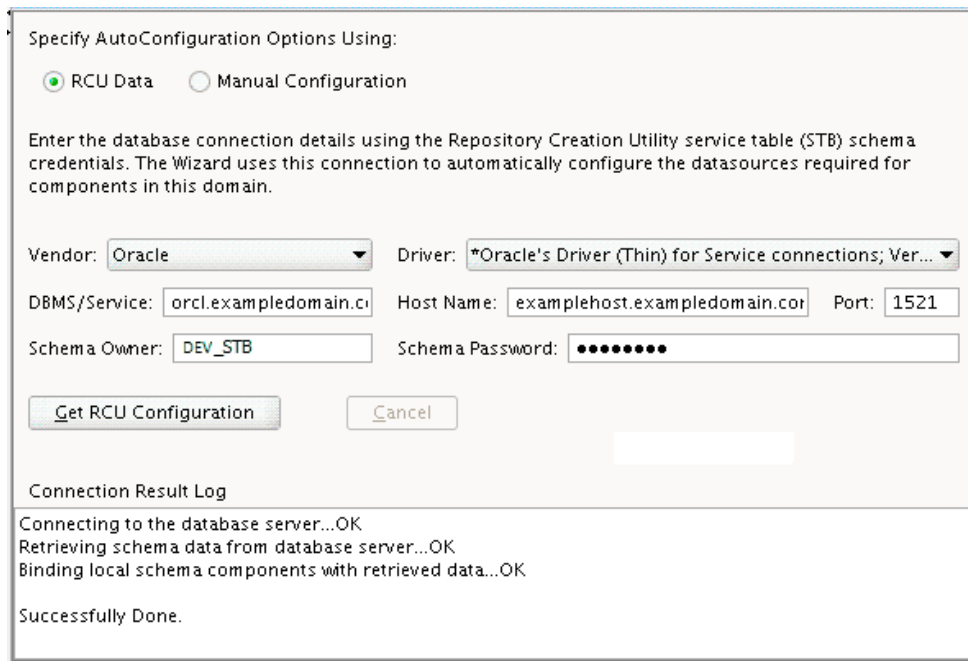 Specify AutoConfiguration Options Using:
RCU Data Manual Configuration
Enter the database connection details using the Repository Creation Utility service table (STB) schema
credentials. The Wizard uses this connection to automatically configure the datasources required for
components in this domain.
Vendor: Oracle Driver: *Oracle's Driver (Thin) for Service connections; Ver...
DBMS/Service: orcl.exampledomain.c Host Name: examplehost.exampledomain.cor Port: 1521
Schema Owner: DEV_STB Schema Password: ●●●●●●●●
Get RCU Configuration Cancel
Connection Result Log
Connecting to the database server...OK
Retrieving schema data from database server...OK
Binding local schema components with retrieved data...OK
Successfully Done.